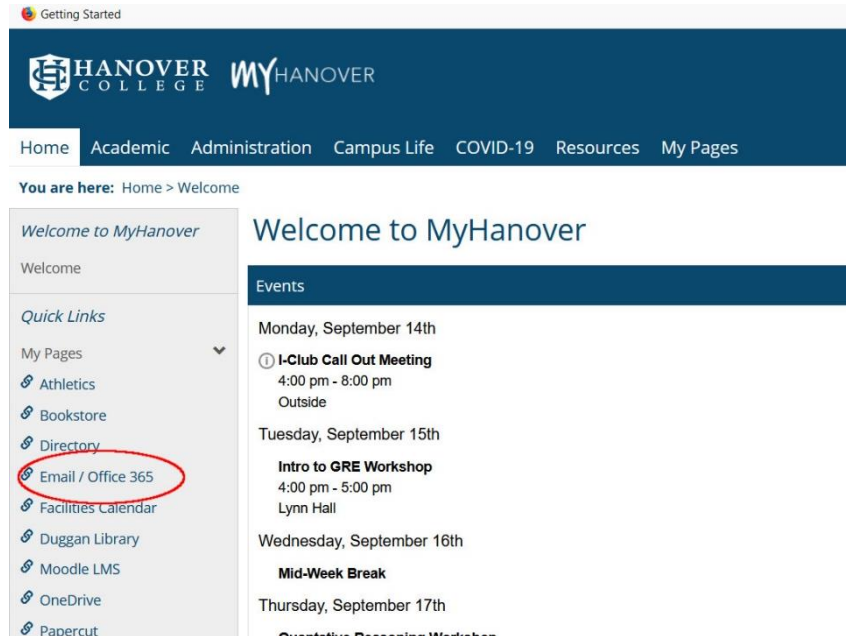 Getting Started
HANOVER
COLLEGE
MYHANOVER
Home Academic Administration Campus Life COVID-19 Resources My Pages
You are here: Home > Welcome
Welcome to MyHanover
Welcome
Quick Links
My Pages
Athletics
Bookstore
Directory
Email / Office 365
Facilities Calendar
Duggan Library
Moodle LMS
OneDrive
Papercut
Welcome to MyHanover
Events
Monday, September 14th
I-Club Call Out Meeting
4:00 pm - 8:00 pm
Outside
Tuesday, September 15th
Intro to GRE Workshop
4:00 pm - 5:00 pm
Lynn Hall
Wednesday, September 16th
Mid-Week Break
Thursday, September 17th
Reasoning Workshop